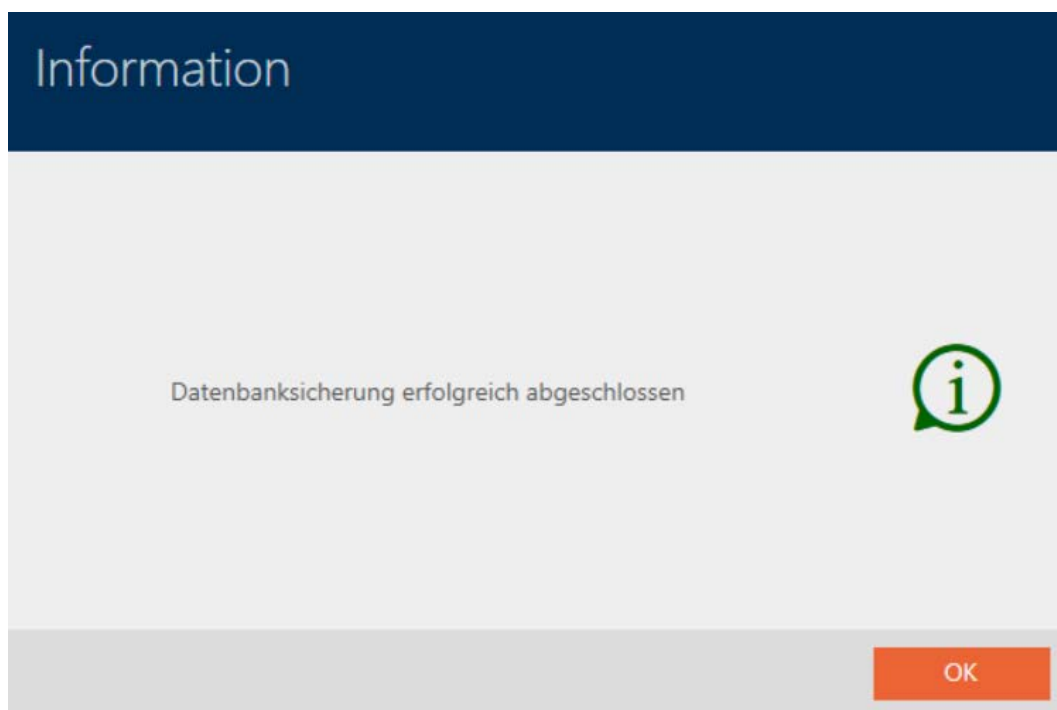 Information
Datenbanksicherung erfolgreich abgeschlossen
i
OK